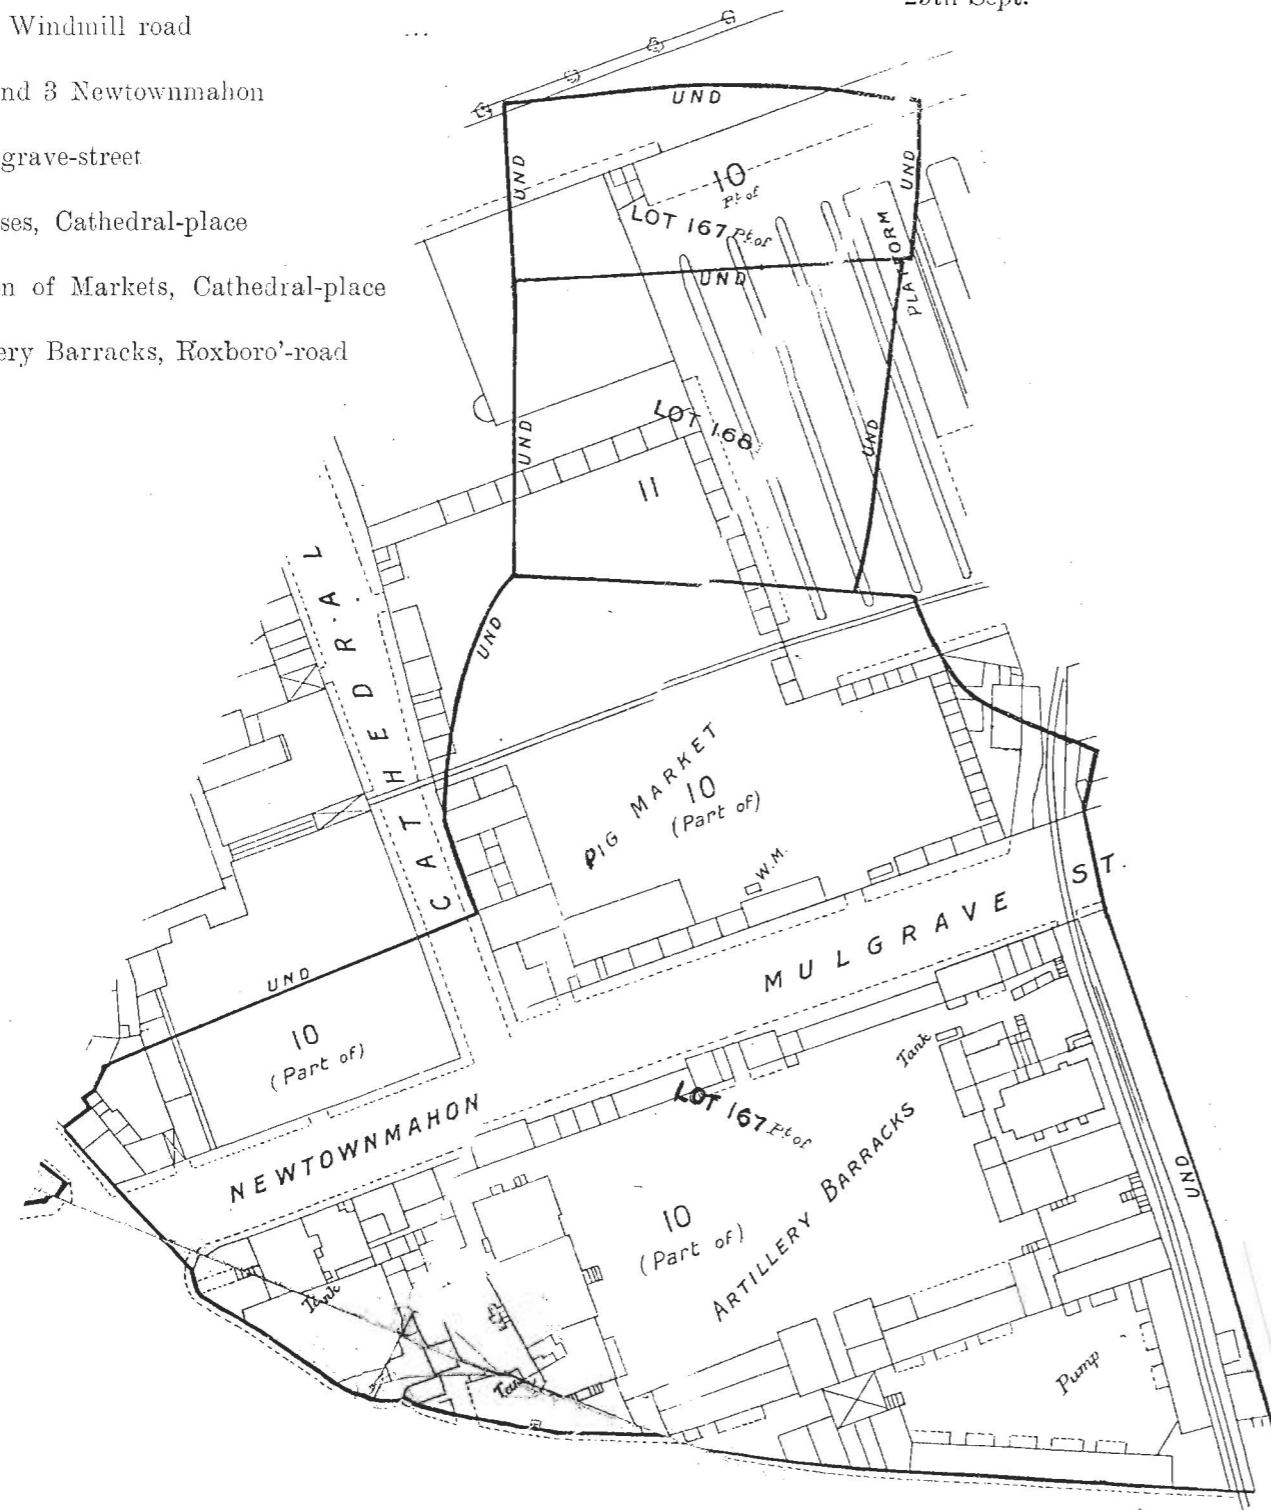 29th Sept.
Windmill road ...
nd 3 Newtownmahon
grave-street
ses, Cathedral-place
n of Markets, Cathedral-place
ery Barracks, Roxboro'-road
UND
UND
UND
10
Pt of
LOT 167 Pt of
PLATFORM
UND
LOT 168
UND
UND
11
CATHEDRAL
UND
PIG MARKET
10
(Part of)
W.M.
MULGRAVE ST.
UND
10
(Part of)
NEWTOWNMAHON
LOT 167 Pt of
Tank
10
(Part of)
ARTILLERY BARRACKS
UND
Tank
Tank
Pump